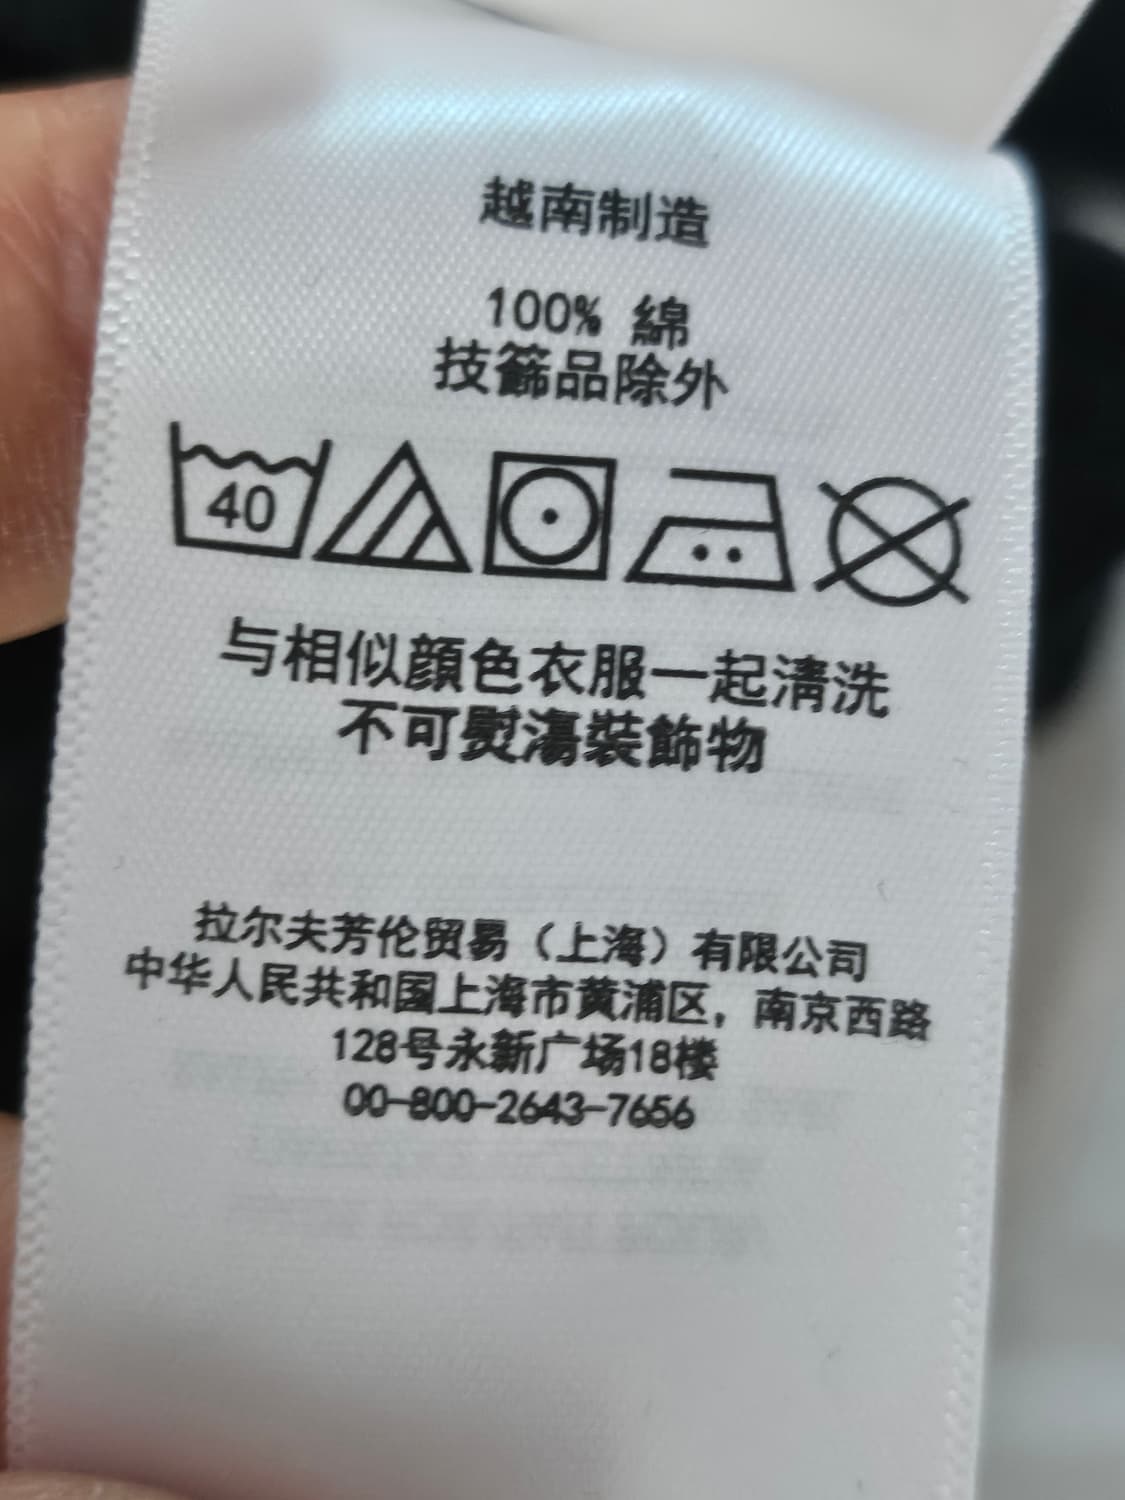 越南制造
100% 綿
技篩品除外
40
与相似顔色衣服一起清洗
不可熨湯裝飾物
拉尔夫芳伦贸易（上海）有限公司
中华人民共和国上海市黄浦区，南京西路
128号永新广场18楼
00-800-2643-7656